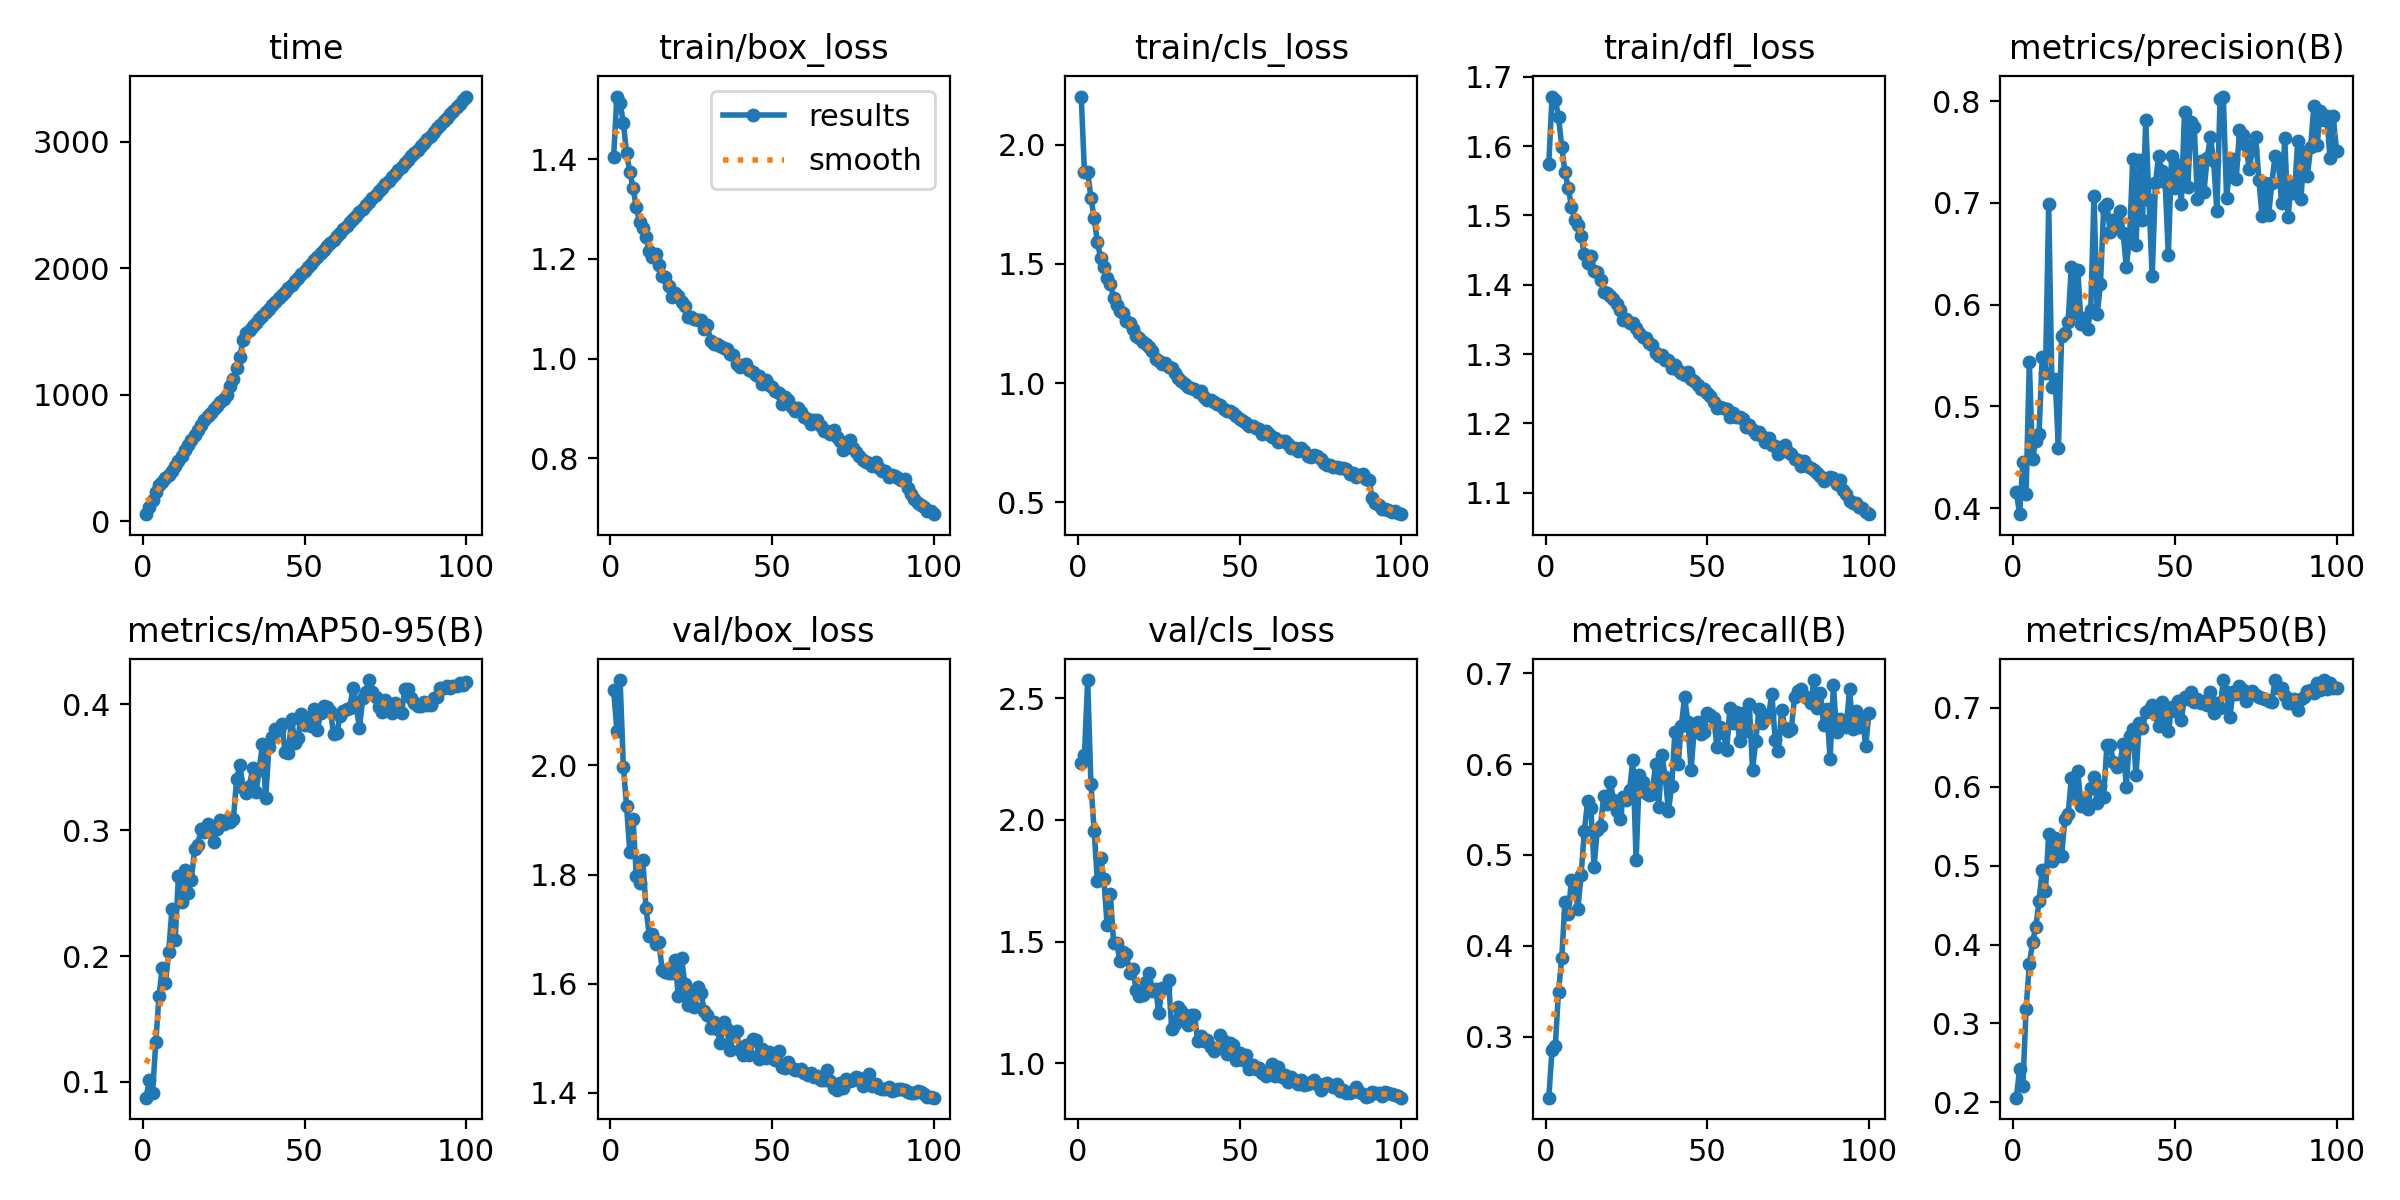 time
train/box_loss
train/cls_loss
train/dfl_loss
metrics/precision(B)
results
smooth
3000
2000
1000
0
0 50 100
1.4
1.2
1.0
0.8
0 50 100
2.0
1.5
1.0
0.5
0 50 100
1.7
1.6
1.5
1.4
1.3
1.2
1.1
0 50 100
0.8
0.7
0.6
0.5
0.4
0 50 100
metrics/mAP50-95(B)
val/box_loss
val/cls_loss
metrics/recall(B)
metrics/mAP50(B)
0.4
0.3
0.2
0.1
0 50 100
2.0
1.8
1.6
1.4
0 50 100
2.5
2.0
1.5
1.0
0 50 100
0.7
0.6
0.5
0.4
0.3
0 50 100
0.7
0.6
0.5
0.4
0.3
0.2
0 50 100